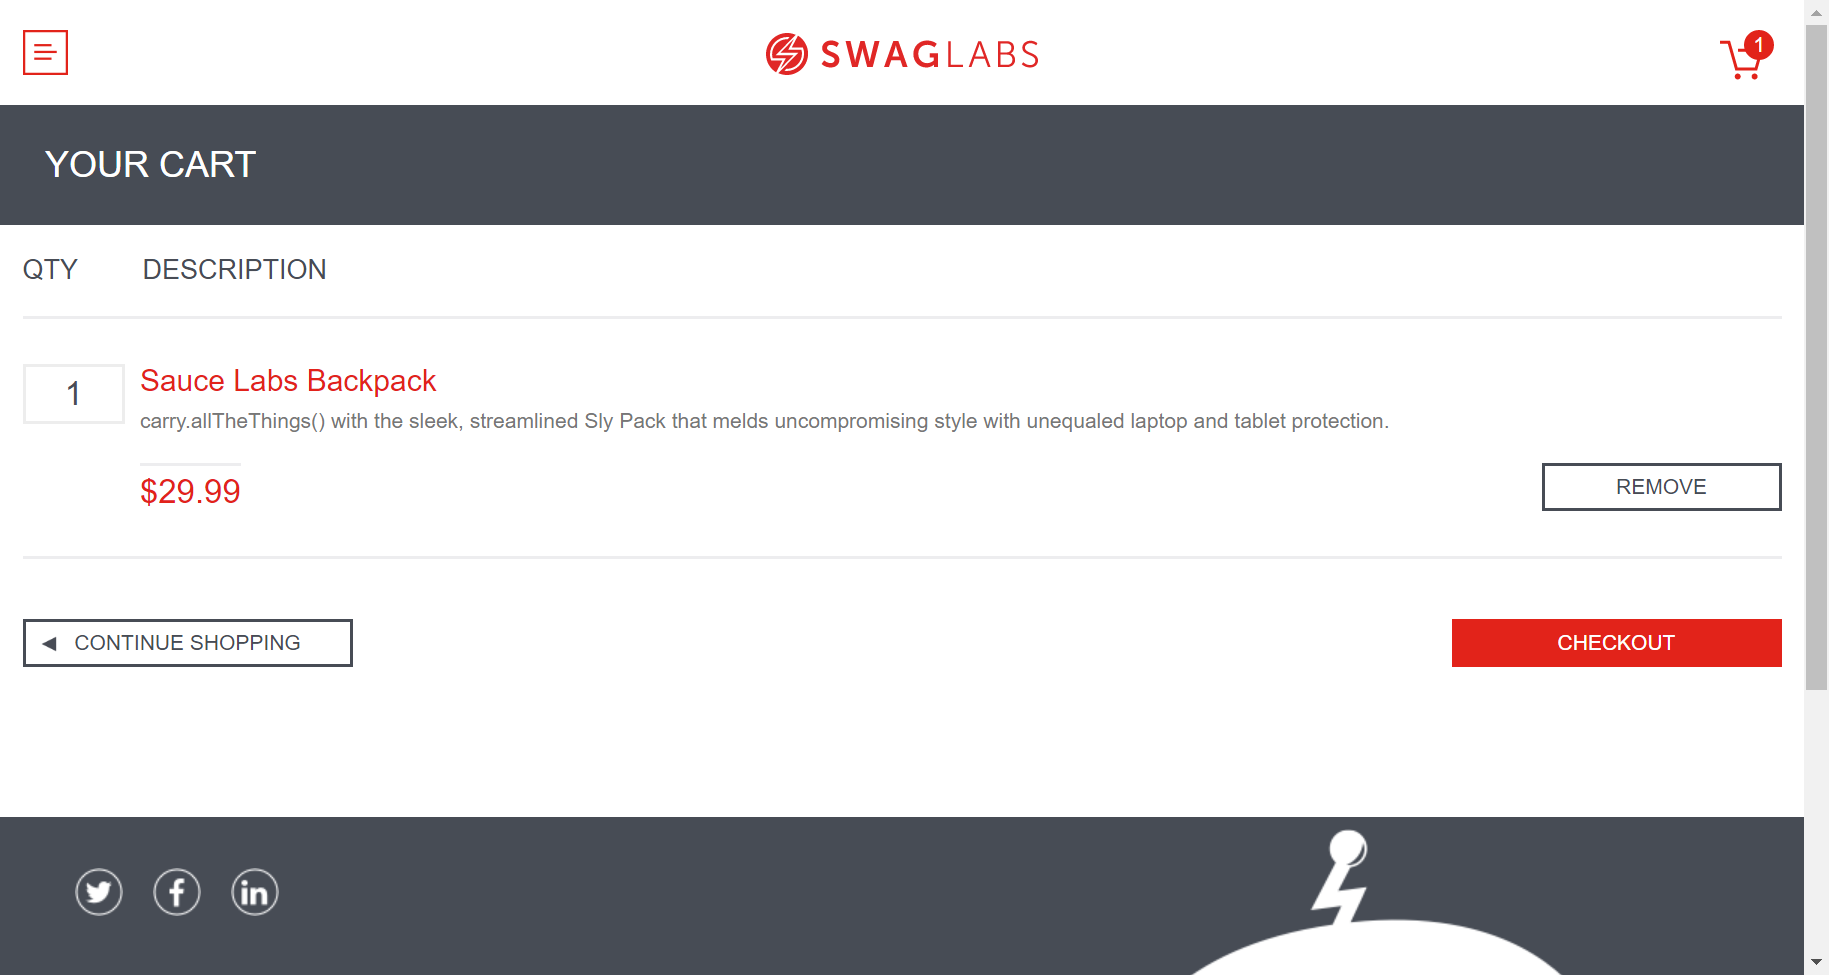 SWAGLABS
1
YOUR CART
QTY DESCRIPTION
1
Sauce Labs Backpack
carry.allTheThings() with the sleek, streamlined Sly Pack that melds uncompromising style with unequaled laptop and tablet protection.
$29.99
REMOVE
CONTINUE SHOPPING
CHECKOUT